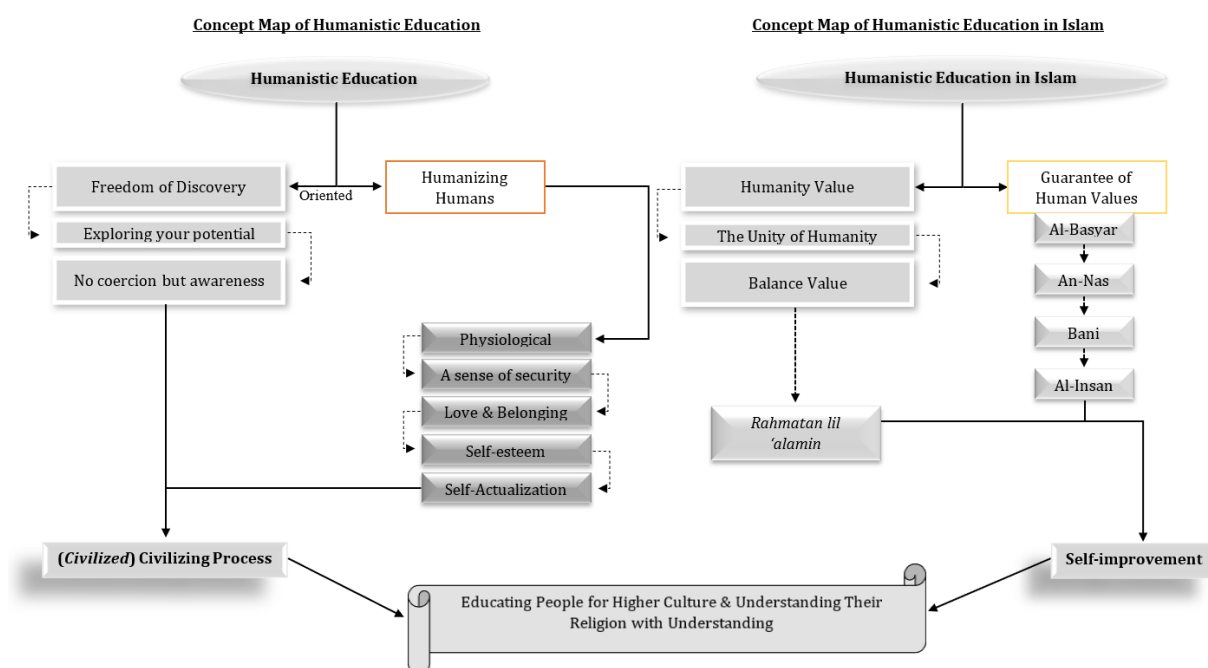 Concept Map of Humanistic Education
Humanistic Education
Freedom of Discovery
Oriented
Humanizing
Humans
Exploring your potential
No coercion but awareness
Physiological
A sense of security
Love & Belonging
Self-esteem
Self-Actualization
(Civilized) Civilizing Process
Concept Map of Humanistic Education in Islam
Humanistic Education in Islam
Humanity Value
Guarantee of
Human Values
The Unity of Humanity
Balance Value
Al-Basyar
An-Nas
Bani
Al-Insan
Rahmatan lil
‘alamin
Self-improvement
Educating People for Higher Culture & Understanding Their
Religion with Understanding